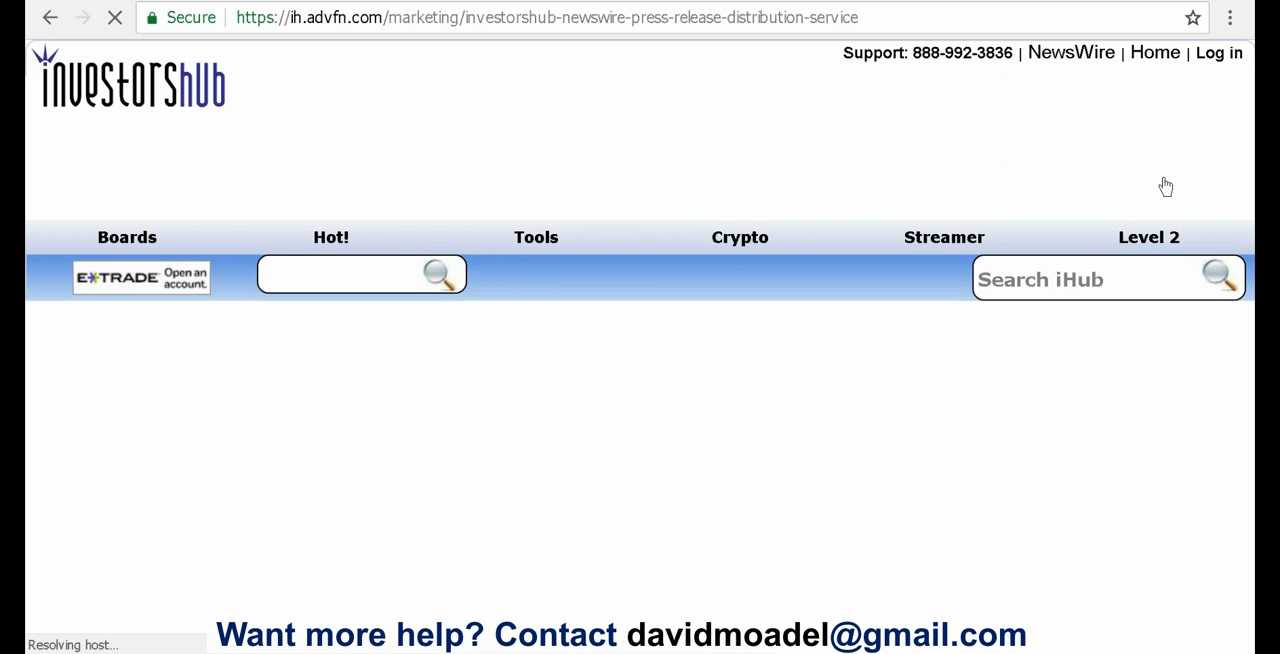 Secure https://ih.advfn.com/marketing/investorshub-newswire-press-release-distribution-service
Support: 888-992-3836 | NewsWire | Home | Log in
investorshub
Boards Hot! Tools Crypto Streamer Level 2
E*TRADE Open an account. Search iHub
Want more help? Contact davidmoadel@gmail.com
Resolving host...